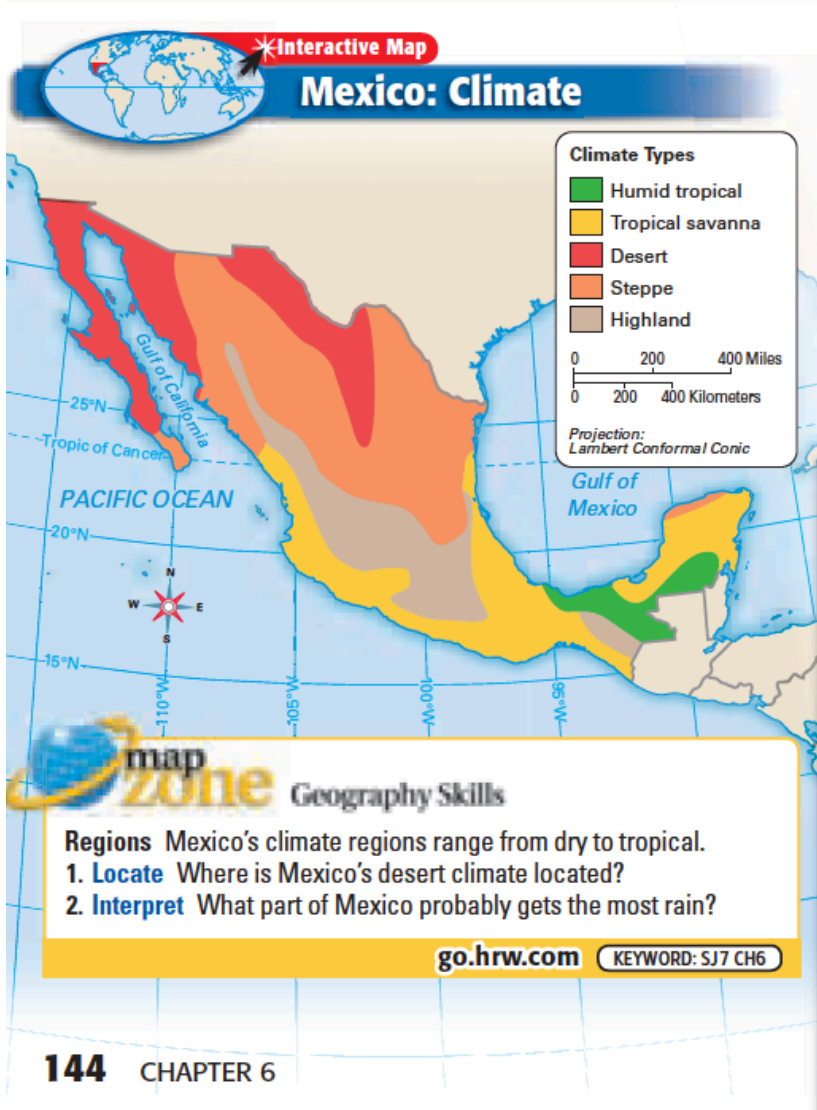 Interactive Map
Mexico: Climate
Climate Types
Humid tropical
Tropical savanna
Desert
Steppe
Highland
0 200 400 Miles
0 200 400 Kilometers
Projection:
Lambert Conformal Conic
Gulf of California
25°N
Tropic of Cancer
PACIFIC OCEAN
Gulf of
Mexico
20°N
N
W E
S
15°N
110°W
105°W
100°W
95°W
map
zone Geography Skills
Regions Mexico's climate regions range from dry to tropical.
1. Locate Where is Mexico's desert climate located?
2. Interpret What part of Mexico probably gets the most rain?
go.hrw.com KEYWORD: SJ7 CH6
144 CHAPTER 6